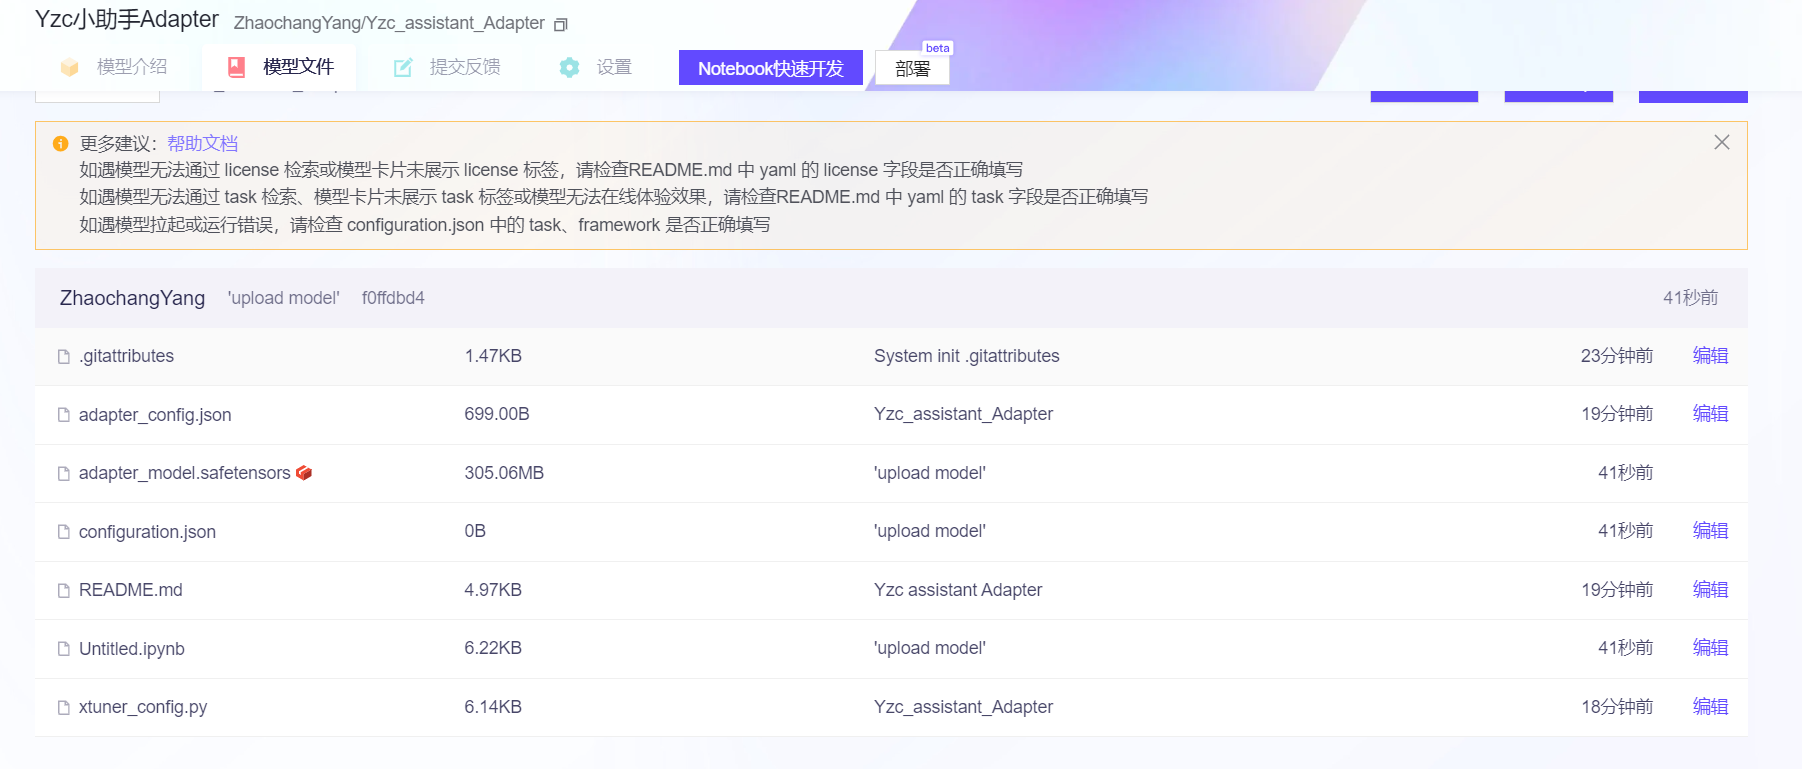 Yzc小助手Adapter ZhaochangYang/Yzc_assistant_Adapter
模型介绍 模型文件 提交反馈 设置 Notebook快速开发 部署 beta
更多建议：帮助文档
如遇模型无法通过 license 检索或模型卡片未展示 license 标签，请检查README.md 中 yaml 的 license 字段是否正确填写
如遇模型无法通过 task 检索、模型卡片未展示 task 标签或模型无法在线体验效果，请检查README.md 中 yaml 的 task 字段是否正确填写
如遇模型拉起或运行错误，请检查 configuration.json 中的 task、framework 是否正确填写
ZhaochangYang 'upload model' f0ffdbd4 41秒前
.gitattributes 1.47KB System init .gitattributes 23分钟前 编辑
adapter_config.json 699.00B Yzc_assistant_Adapter 19分钟前 编辑
adapter_model.safetensors 305.06MB 'upload model' 41秒前
configuration.json 0B 'upload model' 41秒前 编辑
README.md 4.97KB Yzc assistant Adapter 19分钟前 编辑
Untitled.ipynb 6.22KB 'upload model' 41秒前 编辑
xtuner_config.py 6.14KB Yzc_assistant_Adapter 18分钟前 编辑